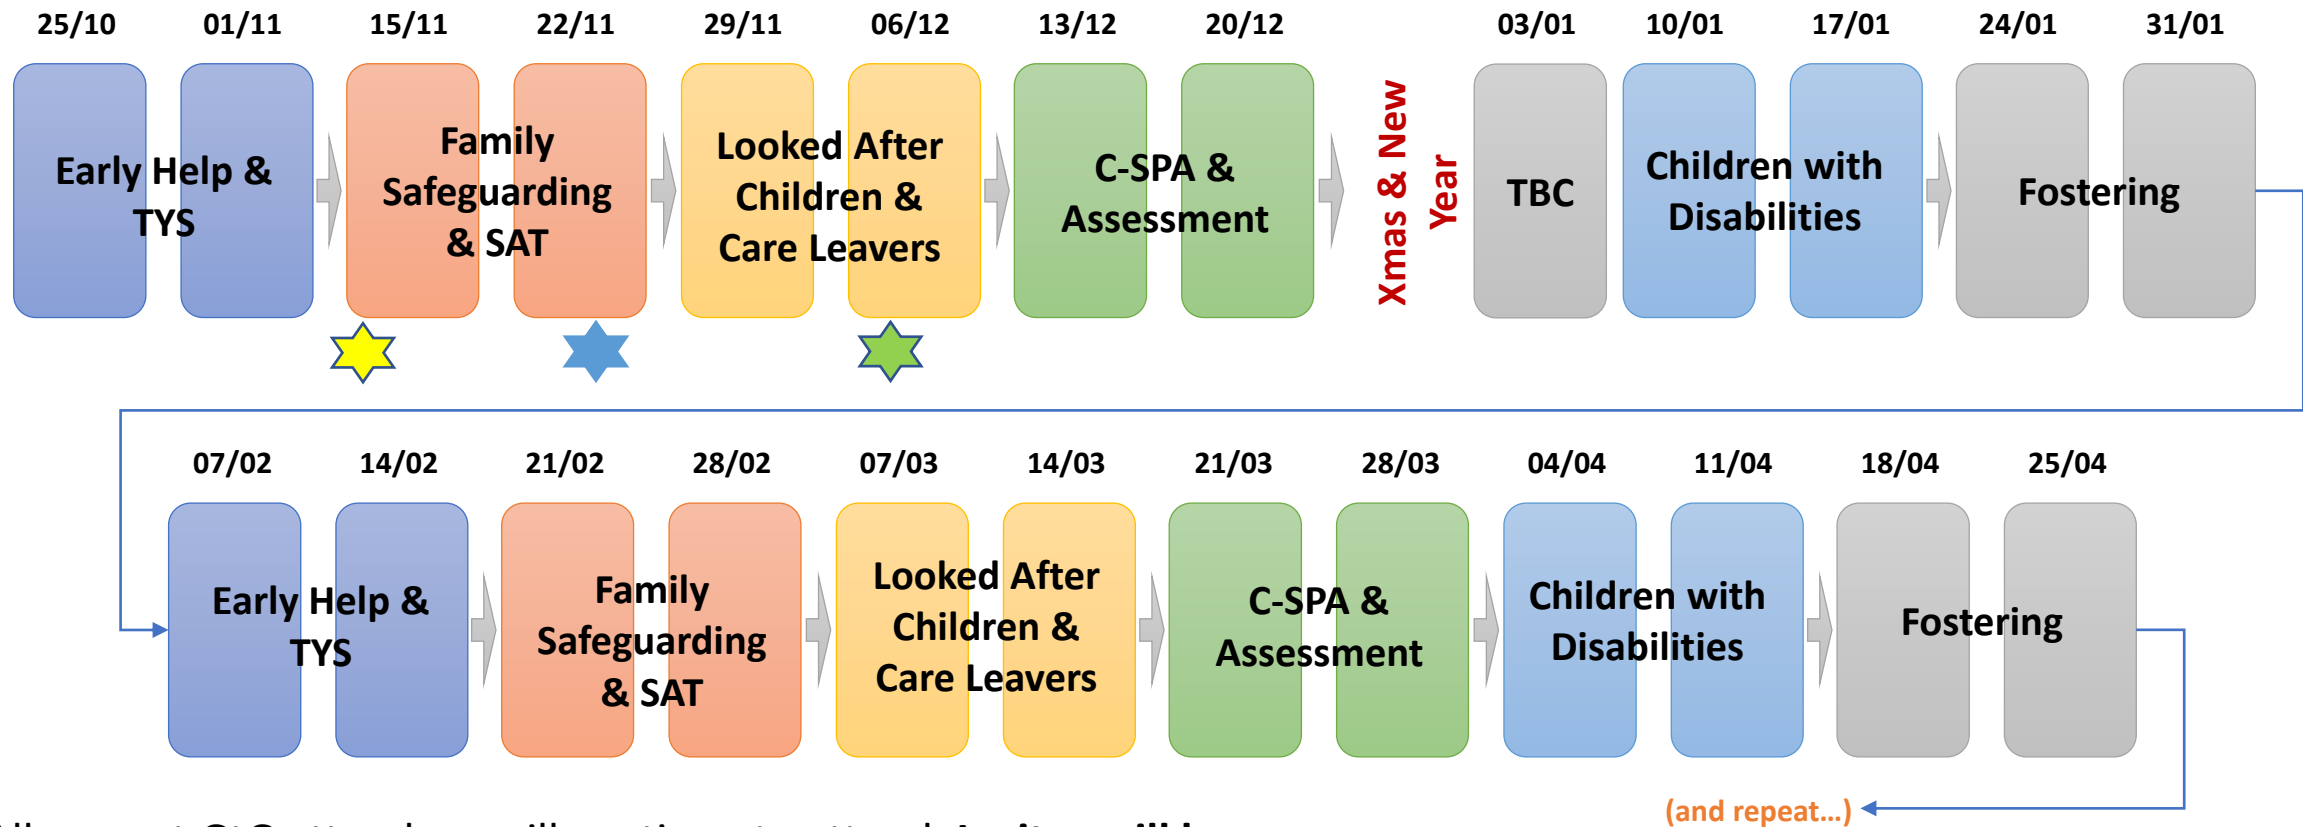 25/10 01/11 15/11 22/11 29/11 06/12 13/12 20/12 03/01 10/01 17/01 24/01 31/01
Early Help &
TYS
Family
Safeguarding
& SAT
Looked After
Children &
Care Leavers
C-SPA &
Assessment
Xmas & New
Year
TBC
Children with
Disabilities
Fostering
07/02 14/02 21/02 28/02 07/03 14/03 21/03 28/03 04/04 11/04 18/04 25/04
Early Help &
TYS
Family
Safeguarding
& SAT
Looked After
Children &
Care Leavers
C-SPA &
Assessment
Children with
Disabilities
Fostering
(and repeat...)